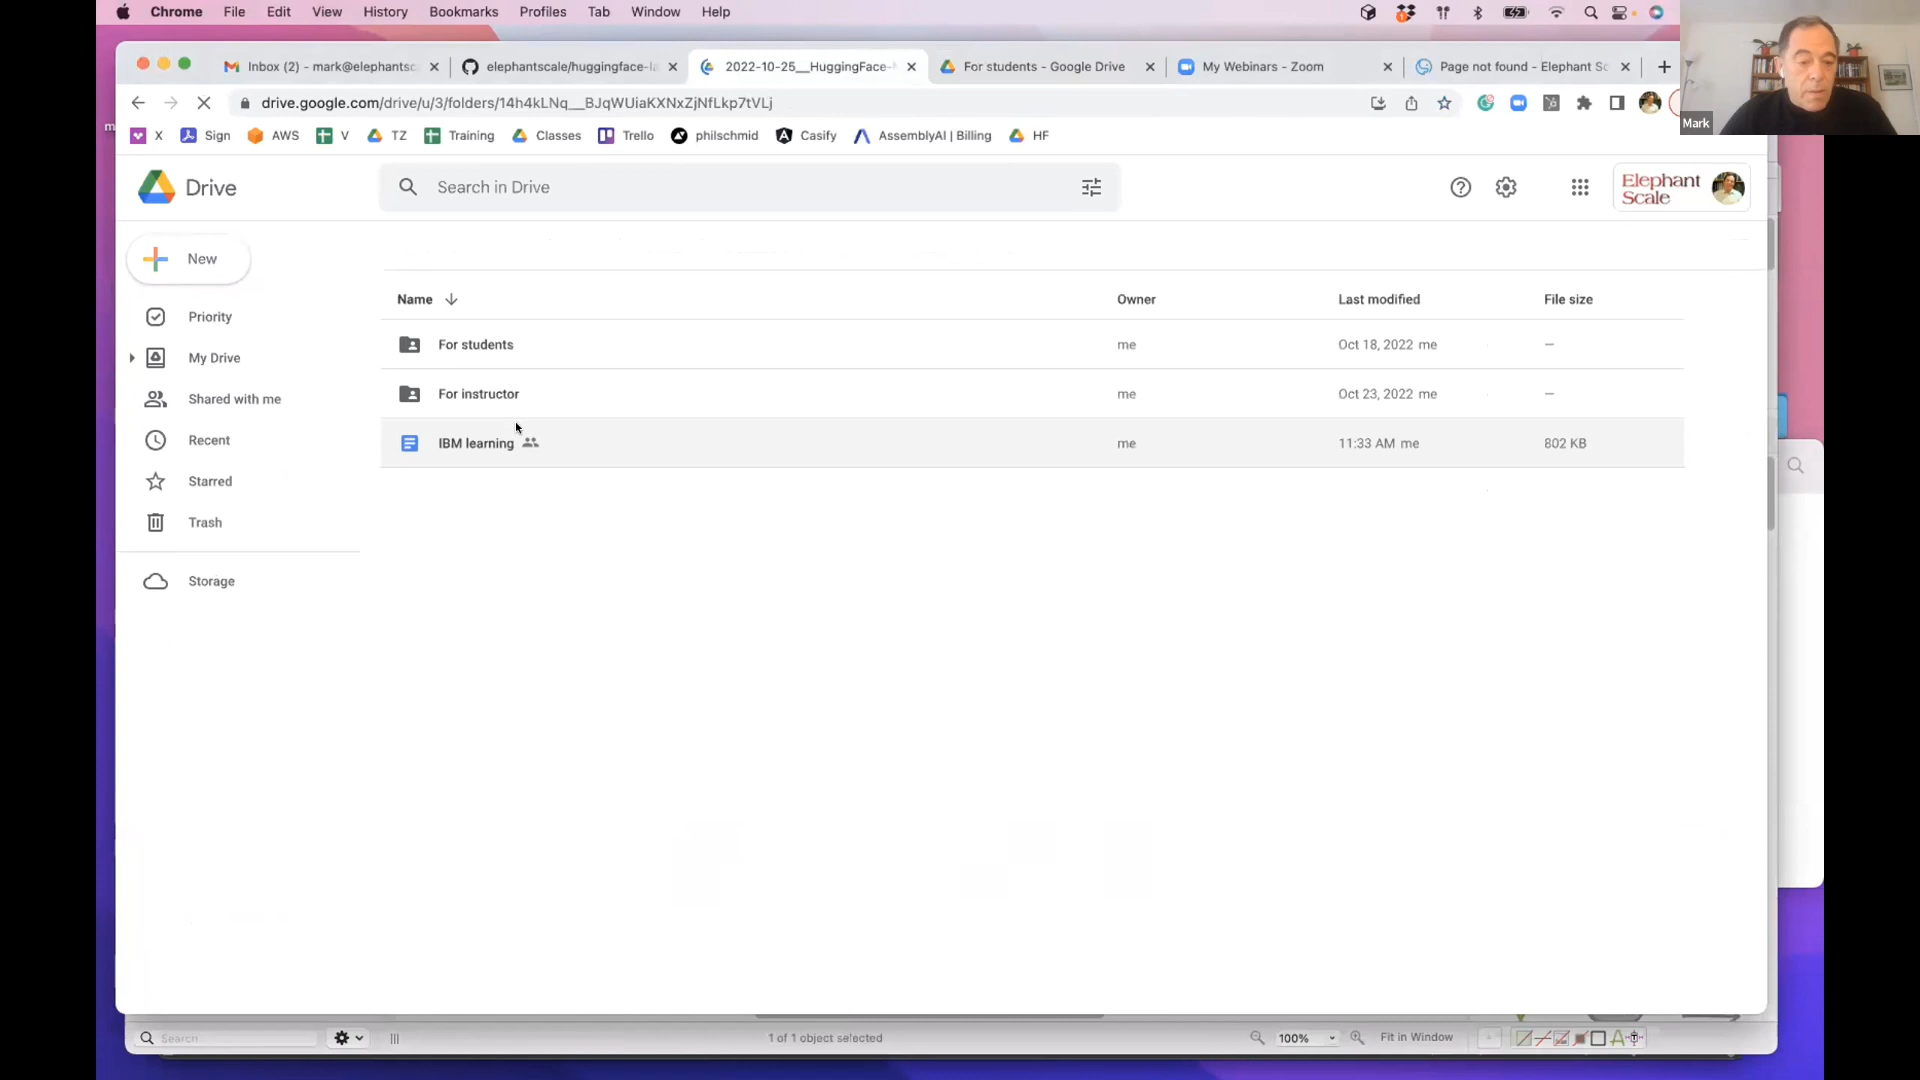 Chrome File Edit View History Bookmarks Profiles Tab Window Help
Inbox (2) - mark@elephantsc elephantscale/huggingface-la 2022-10-25__HuggingFace- For students - Google Drive My Webinars - Zoom Page not found - Elephant Sc
drive.google.com/drive/u/3/folders/14h4kLNq__BJqWUiaKXNxZjNfLkp7tVLj
Mark
X Sign AWS V TZ Training Classes Trello philschmid Casify AssemblyAI | Billing HF
Drive Search in Drive Elephant
Scale
New
Name Owner Last modified File size
Priority
For students me Oct 18, 2022 me —
My Drive
For instructor me Oct 23, 2022 me —
Shared with me
Recent
IBM learning me 11:33 AM me 802 KB
Starred
Trash
Storage
Search 1 of 1 object selected 100% Fit in Window